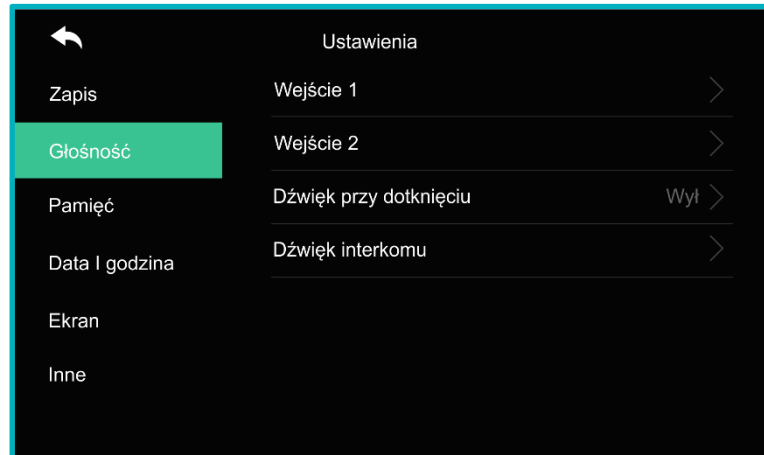 Ustawienia
Zapis
Głośność
Pamięć
Data I godzina
Ekran
Inne
Wejście 1
Wejście 2
Dźwięk przy dotknięciu Wył
Dźwięk interkomu